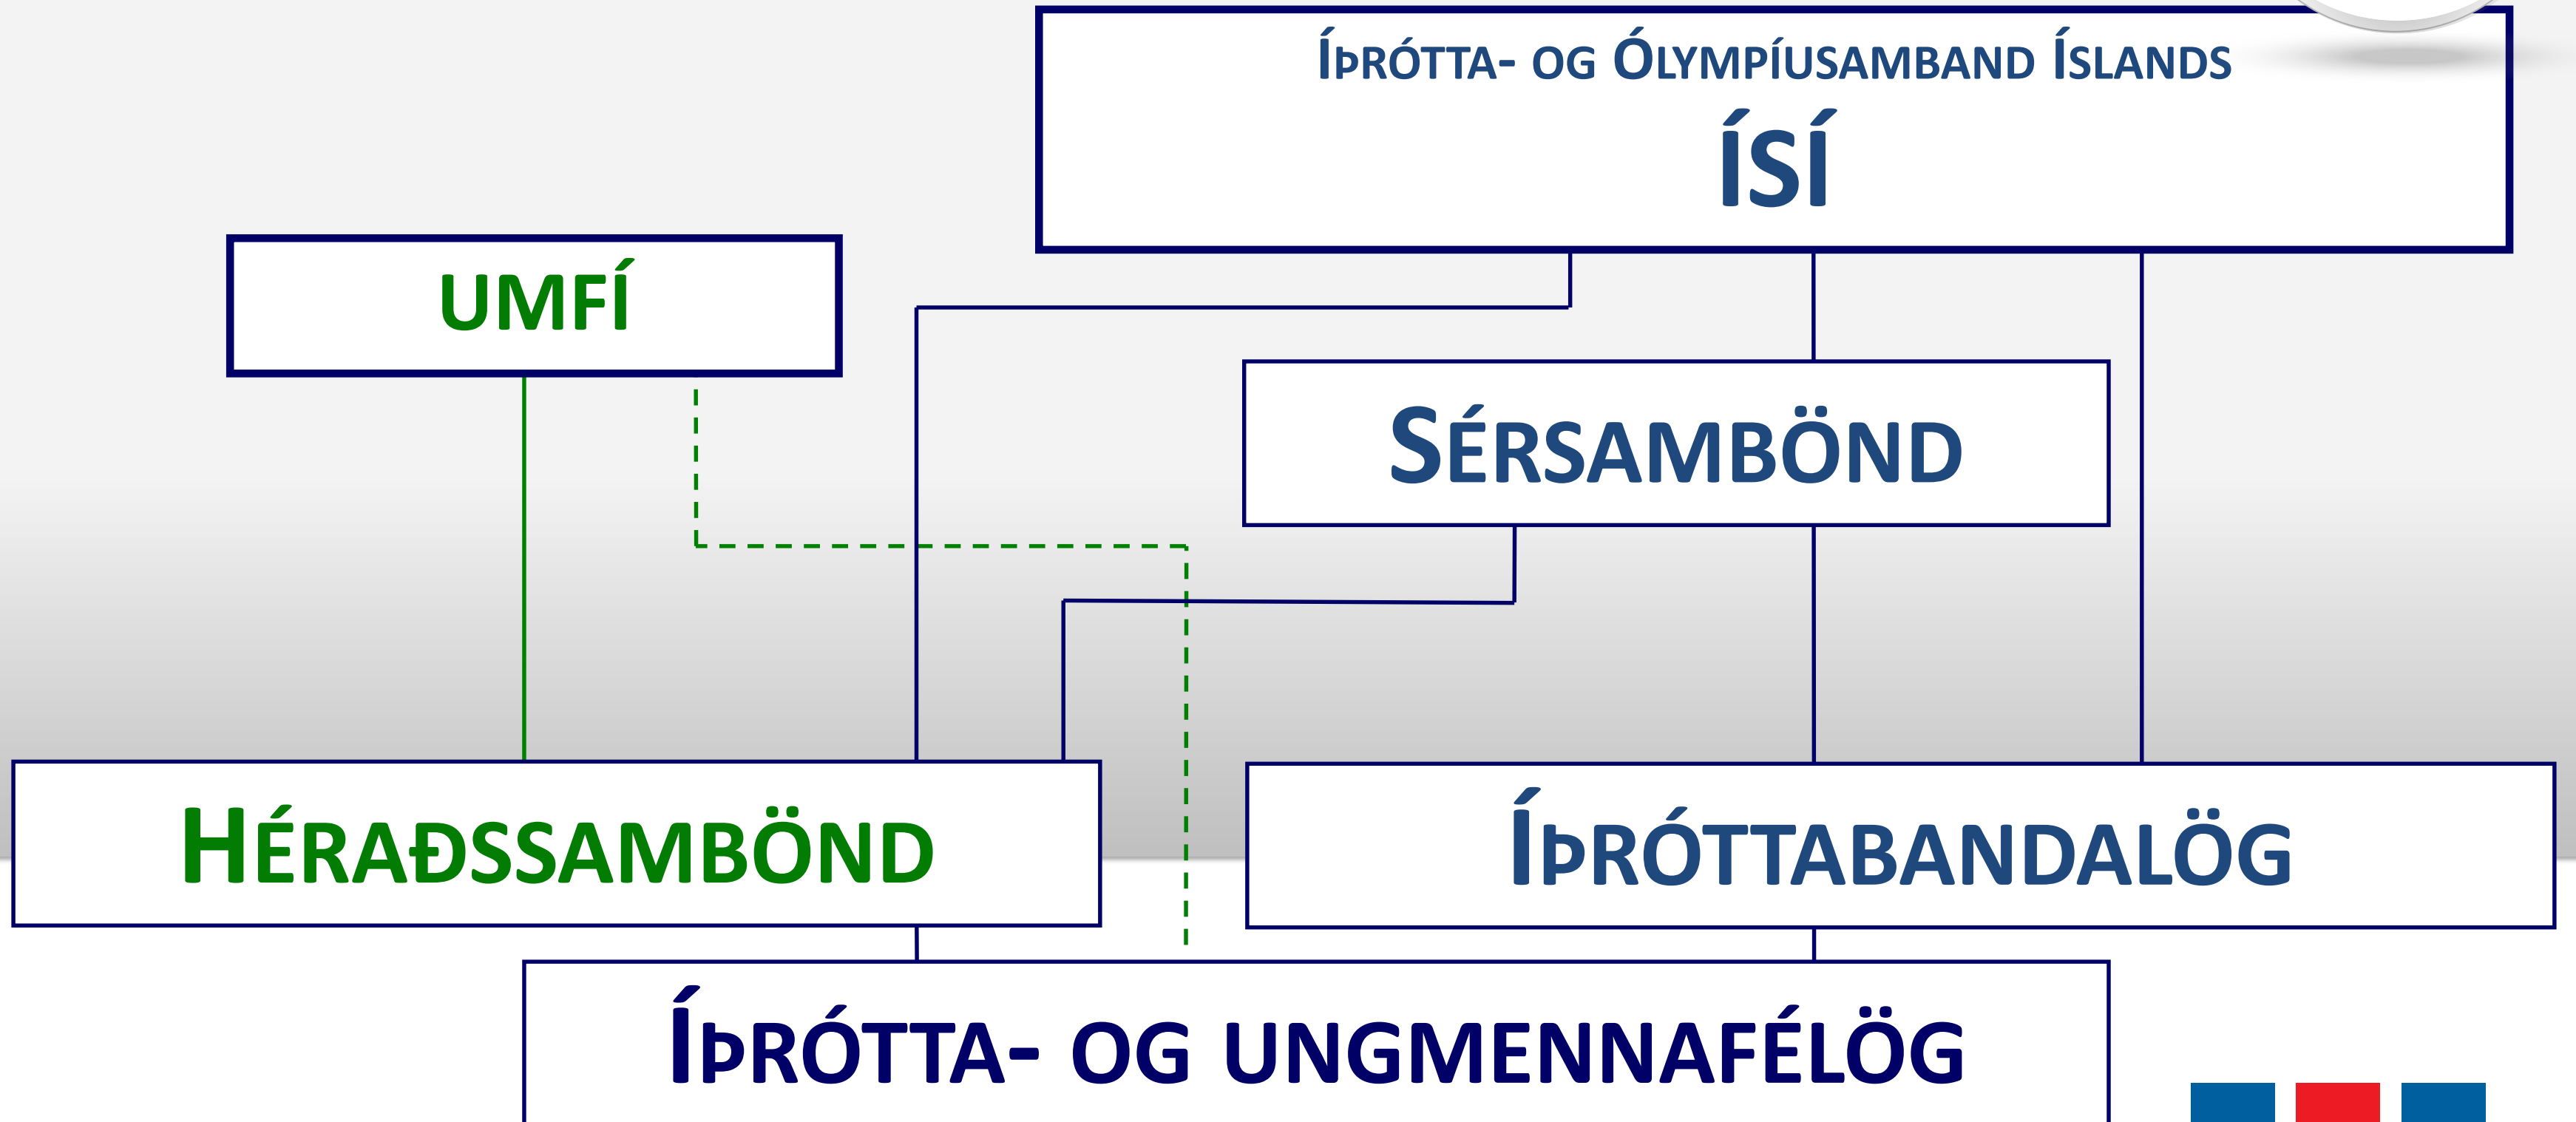 Íþrótta- og Ólympíusamband Íslands
ÍSÍ
UMFÍ
Sérsambönd
Héraðssambönd
Íþróttabandalög
Íþrótta- og ungmennafélög